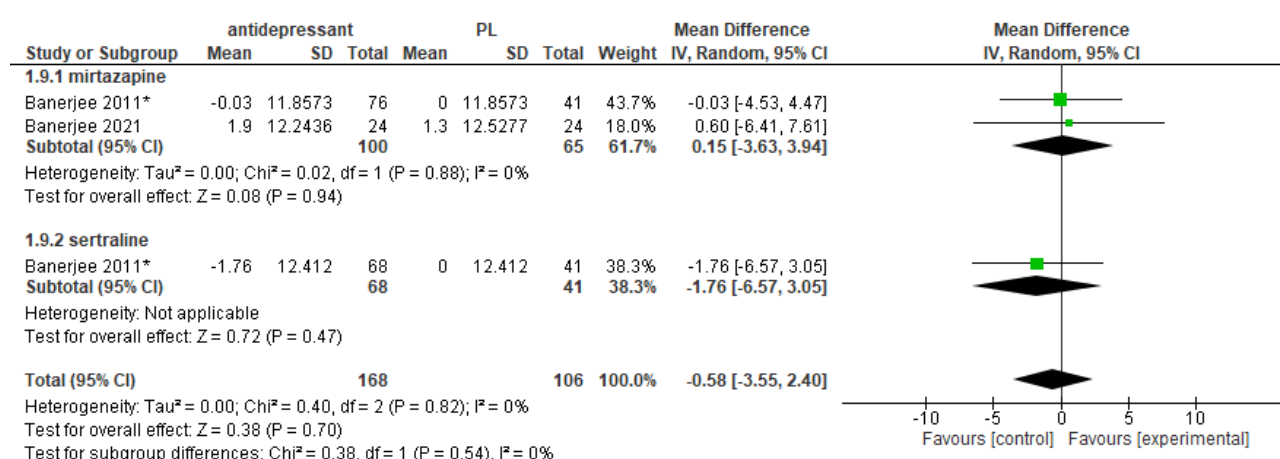 antidepressant PL Mean Difference Mean Difference
Study or Subgroup Mean SD Total Mean SD Total Weight IV, Random, 95% CI IV, Random, 95% CI
1.9.1 mirtazapine
Banerjee 2011* -0.03 11.8573 76 0 11.8573 41 43.7% -0.03 [-4.53, 4.47]
Banerjee 2021 1.9 12.2436 24 1.3 12.5277 24 18.0% 0.60 [-6.41, 7.61]
Subtotal (95% CI) 100 65 61.7% 0.15 [-3.63, 3.94]
Heterogeneity: Tau² = 0.00; Chi² = 0.02, df = 1 (P = 0.88); I² = 0%
Test for overall effect: Z = 0.08 (P = 0.94)
1.9.2 sertraline
Banerjee 2011* -1.76 12.412 68 0 12.412 41 38.3% -1.76 [-6.57, 3.05]
Subtotal (95% CI) 68 41 38.3% -1.76 [-6.57, 3.05]
Heterogeneity: Not applicable
Test for overall effect: Z = 0.72 (P = 0.47)
Total (95% CI) 168 106 100.0% -0.58 [-3.55, 2.40]
Heterogeneity: Tau² = 0.00; Chi² = 0.40, df = 2 (P = 0.82); I² = 0%
Test for overall effect: Z = 0.38 (P = 0.70)
Test for subgroup differences: Chi² = 0.38, df = 1 (P = 0.54), I² = 0%
-10 -5 0 5 10
Favours [control] Favours [experimental]